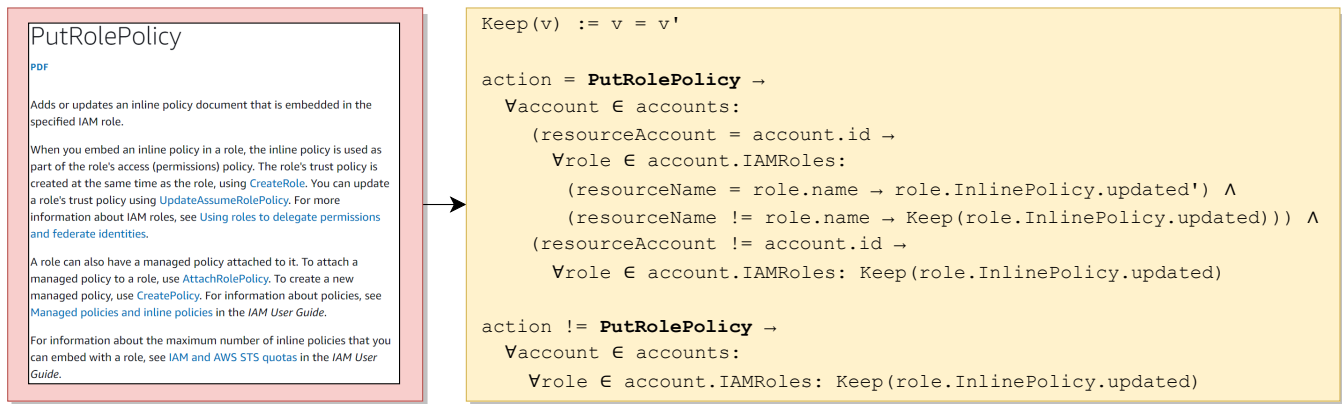 PutRolePolicy
PDF
Adds or updates an inline policy document that is embedded in the
specified IAM role.
When you embed an inline policy in a role, the inline policy is used as
part of the role's access (permissions) policy. The role's trust policy is
created at the same time as the role, using CreateRole. You can update
a role's trust policy using UpdateAssumeRolePolicy. For more
information about IAM roles, see Using roles to delegate permissions
and federate identities.
A role can also have a managed policy attached to it. To attach a
managed policy to a role, use AttachRolePolicy. To create a new
managed policy, use CreatePolicy. For information about policies, see
Managed policies and inline policies in the IAM User Guide.
For information about the maximum number of inline policies that you
can embed with a role, see IAM and AWS STS quotas in the IAM User
Guide.
Keep(v) := v = v'
action = PutRolePolicy →
∀account ∈ accounts:
(resourceAccount = account.id →
∀role ∈ account.IAMRoles:
(resourceName = role.name → role.InlinePolicy.updated') ∧
(resourceName != role.name → Keep(role.InlinePolicy.updated))) ∧
(resourceAccount != account.id →
∀role ∈ account.IAMRoles: Keep(role.InlinePolicy.updated)
action != PutRolePolicy →
∀account ∈ accounts:
∀role ∈ account.IAMRoles: Keep(role.InlinePolicy.updated)